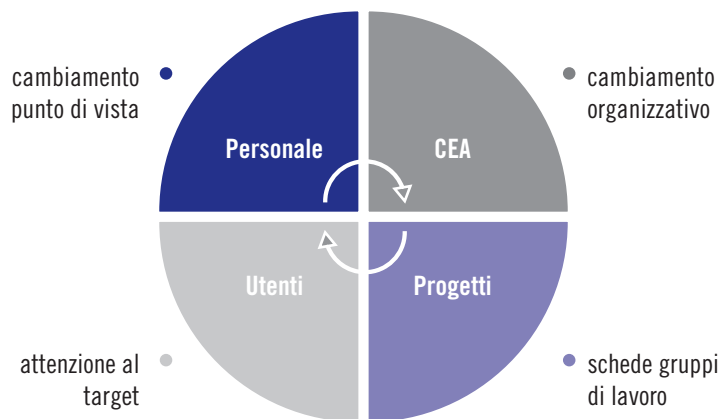 cambiamento
punto di vista
cambiamento
organizzativo
Personale
CEA
Utenti
Progetti
attenzione al
target
schede gruppi
di lavoro